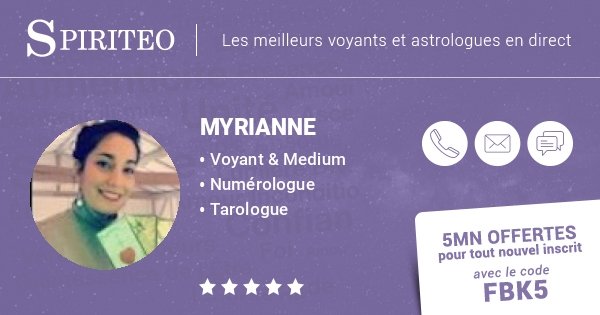 SPIRITEO
Les meilleurs voyants et astrologues en direct
MYRIANNE
• Voyant & Medium
• Numérologue
• Tarologue
5MN OFFERTES
pour tout nouvel inscrit
avec le code
FBK5